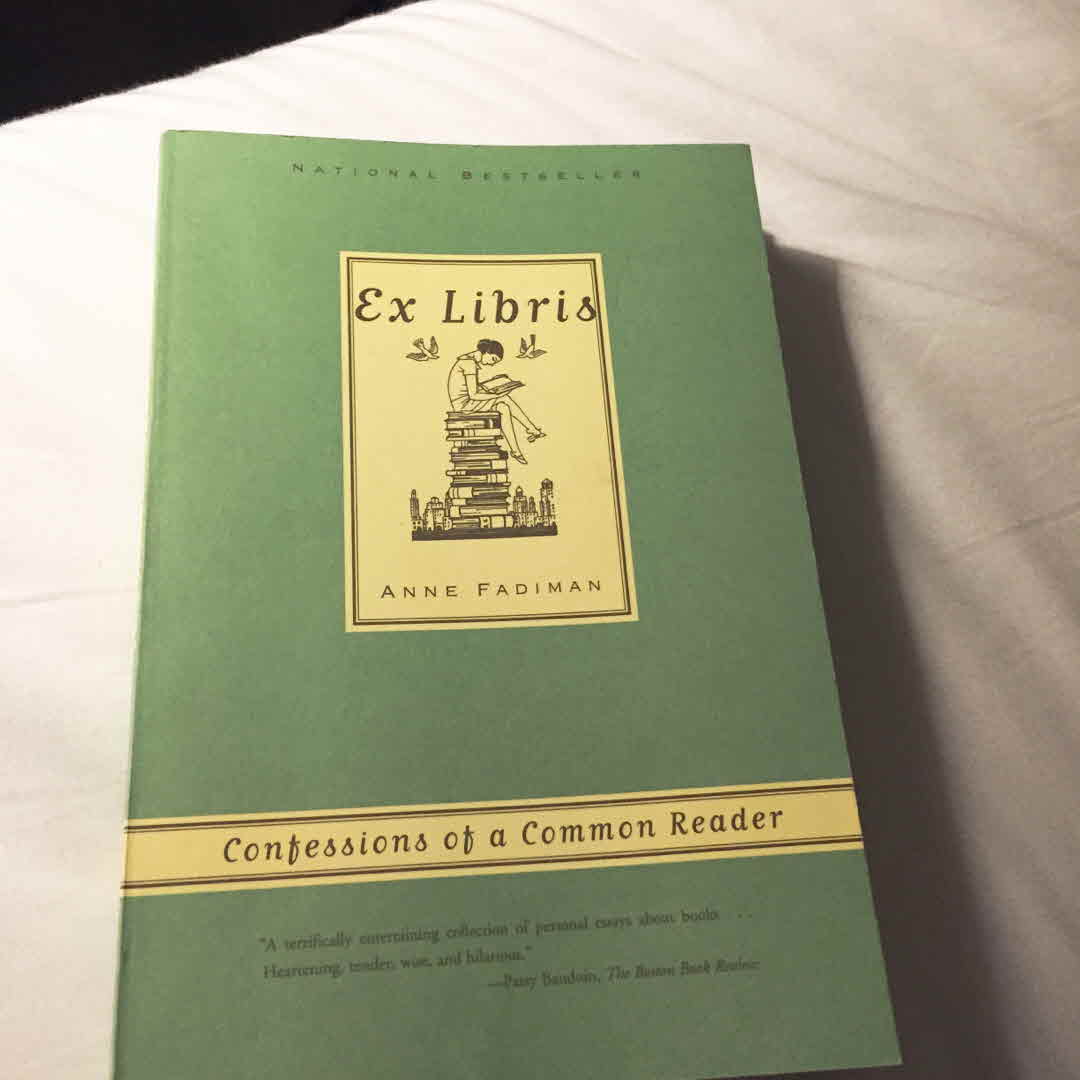 NATIONAL BESTSELLER
Ex Libris
ANNE FADIMAN
Confessions of a Common Reader
"A terrifically entertaining collection of personal essays about books . . .
Heartening, tender, wise, and hilarious."
—Patsy Baudoin, The Boston Book Review